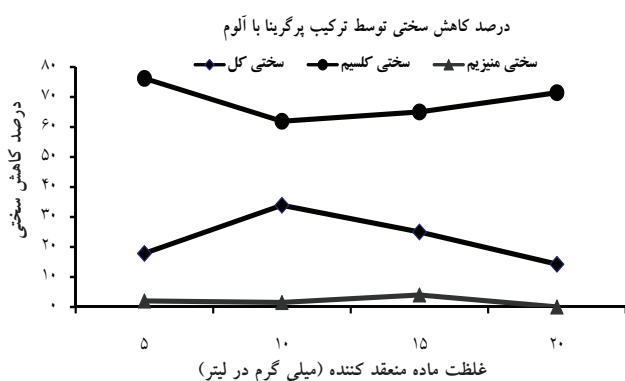 درصد کاهش سختی توسط ترکیب پرگرینا با آلوم
سختی کل
سختی کلسیم
سختی منیزیم
درصد کاهش سختی
۸۰
۷۰
۶۰
۵۰
۴۰
۳۰
۲۰
۱۰
۰
۵ ۱۰ ۱۵ ۲۰
غلظت ماده منعقد کننده (میلی گرم در لیتر)